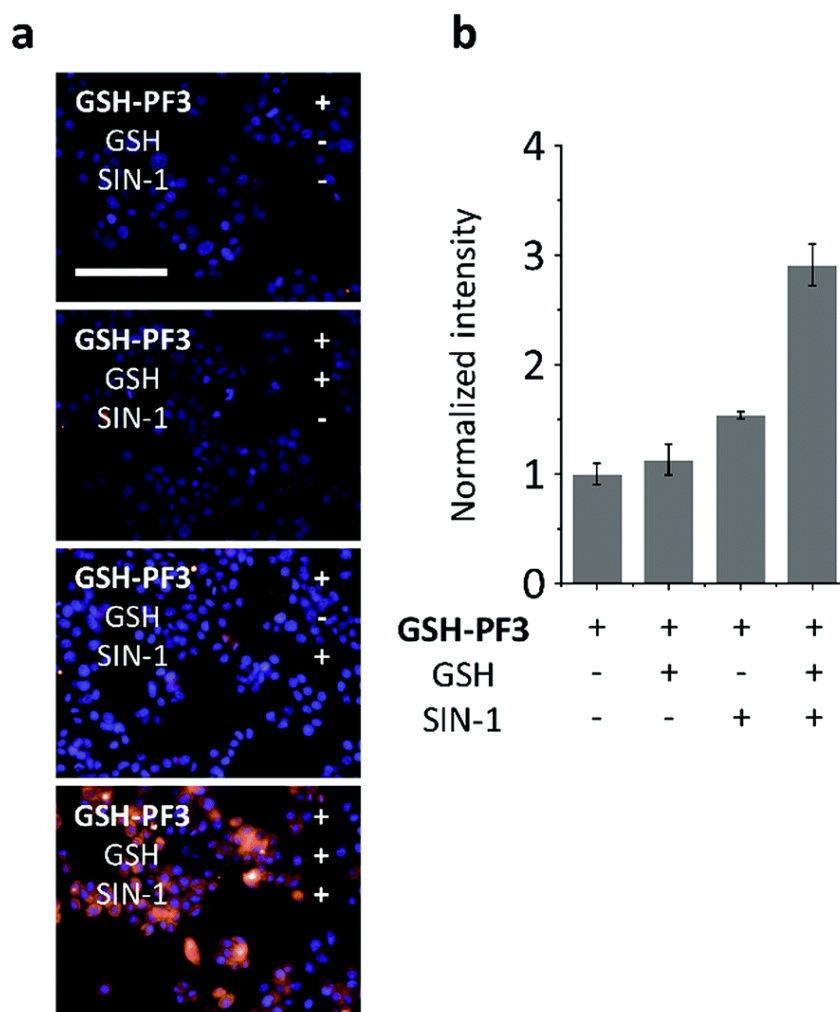 a
GSH-PF3 +
GSH -
SIN-1 -
GSH-PF3 +
GSH +
SIN-1 -
GSH-PF3 +
GSH -
SIN-1 +
GSH-PF3 +
GSH +
SIN-1 +
b
Normalized intensity
4
3
2
1
0
GSH-PF3 + + + +
GSH - + - +
SIN-1 - - + +